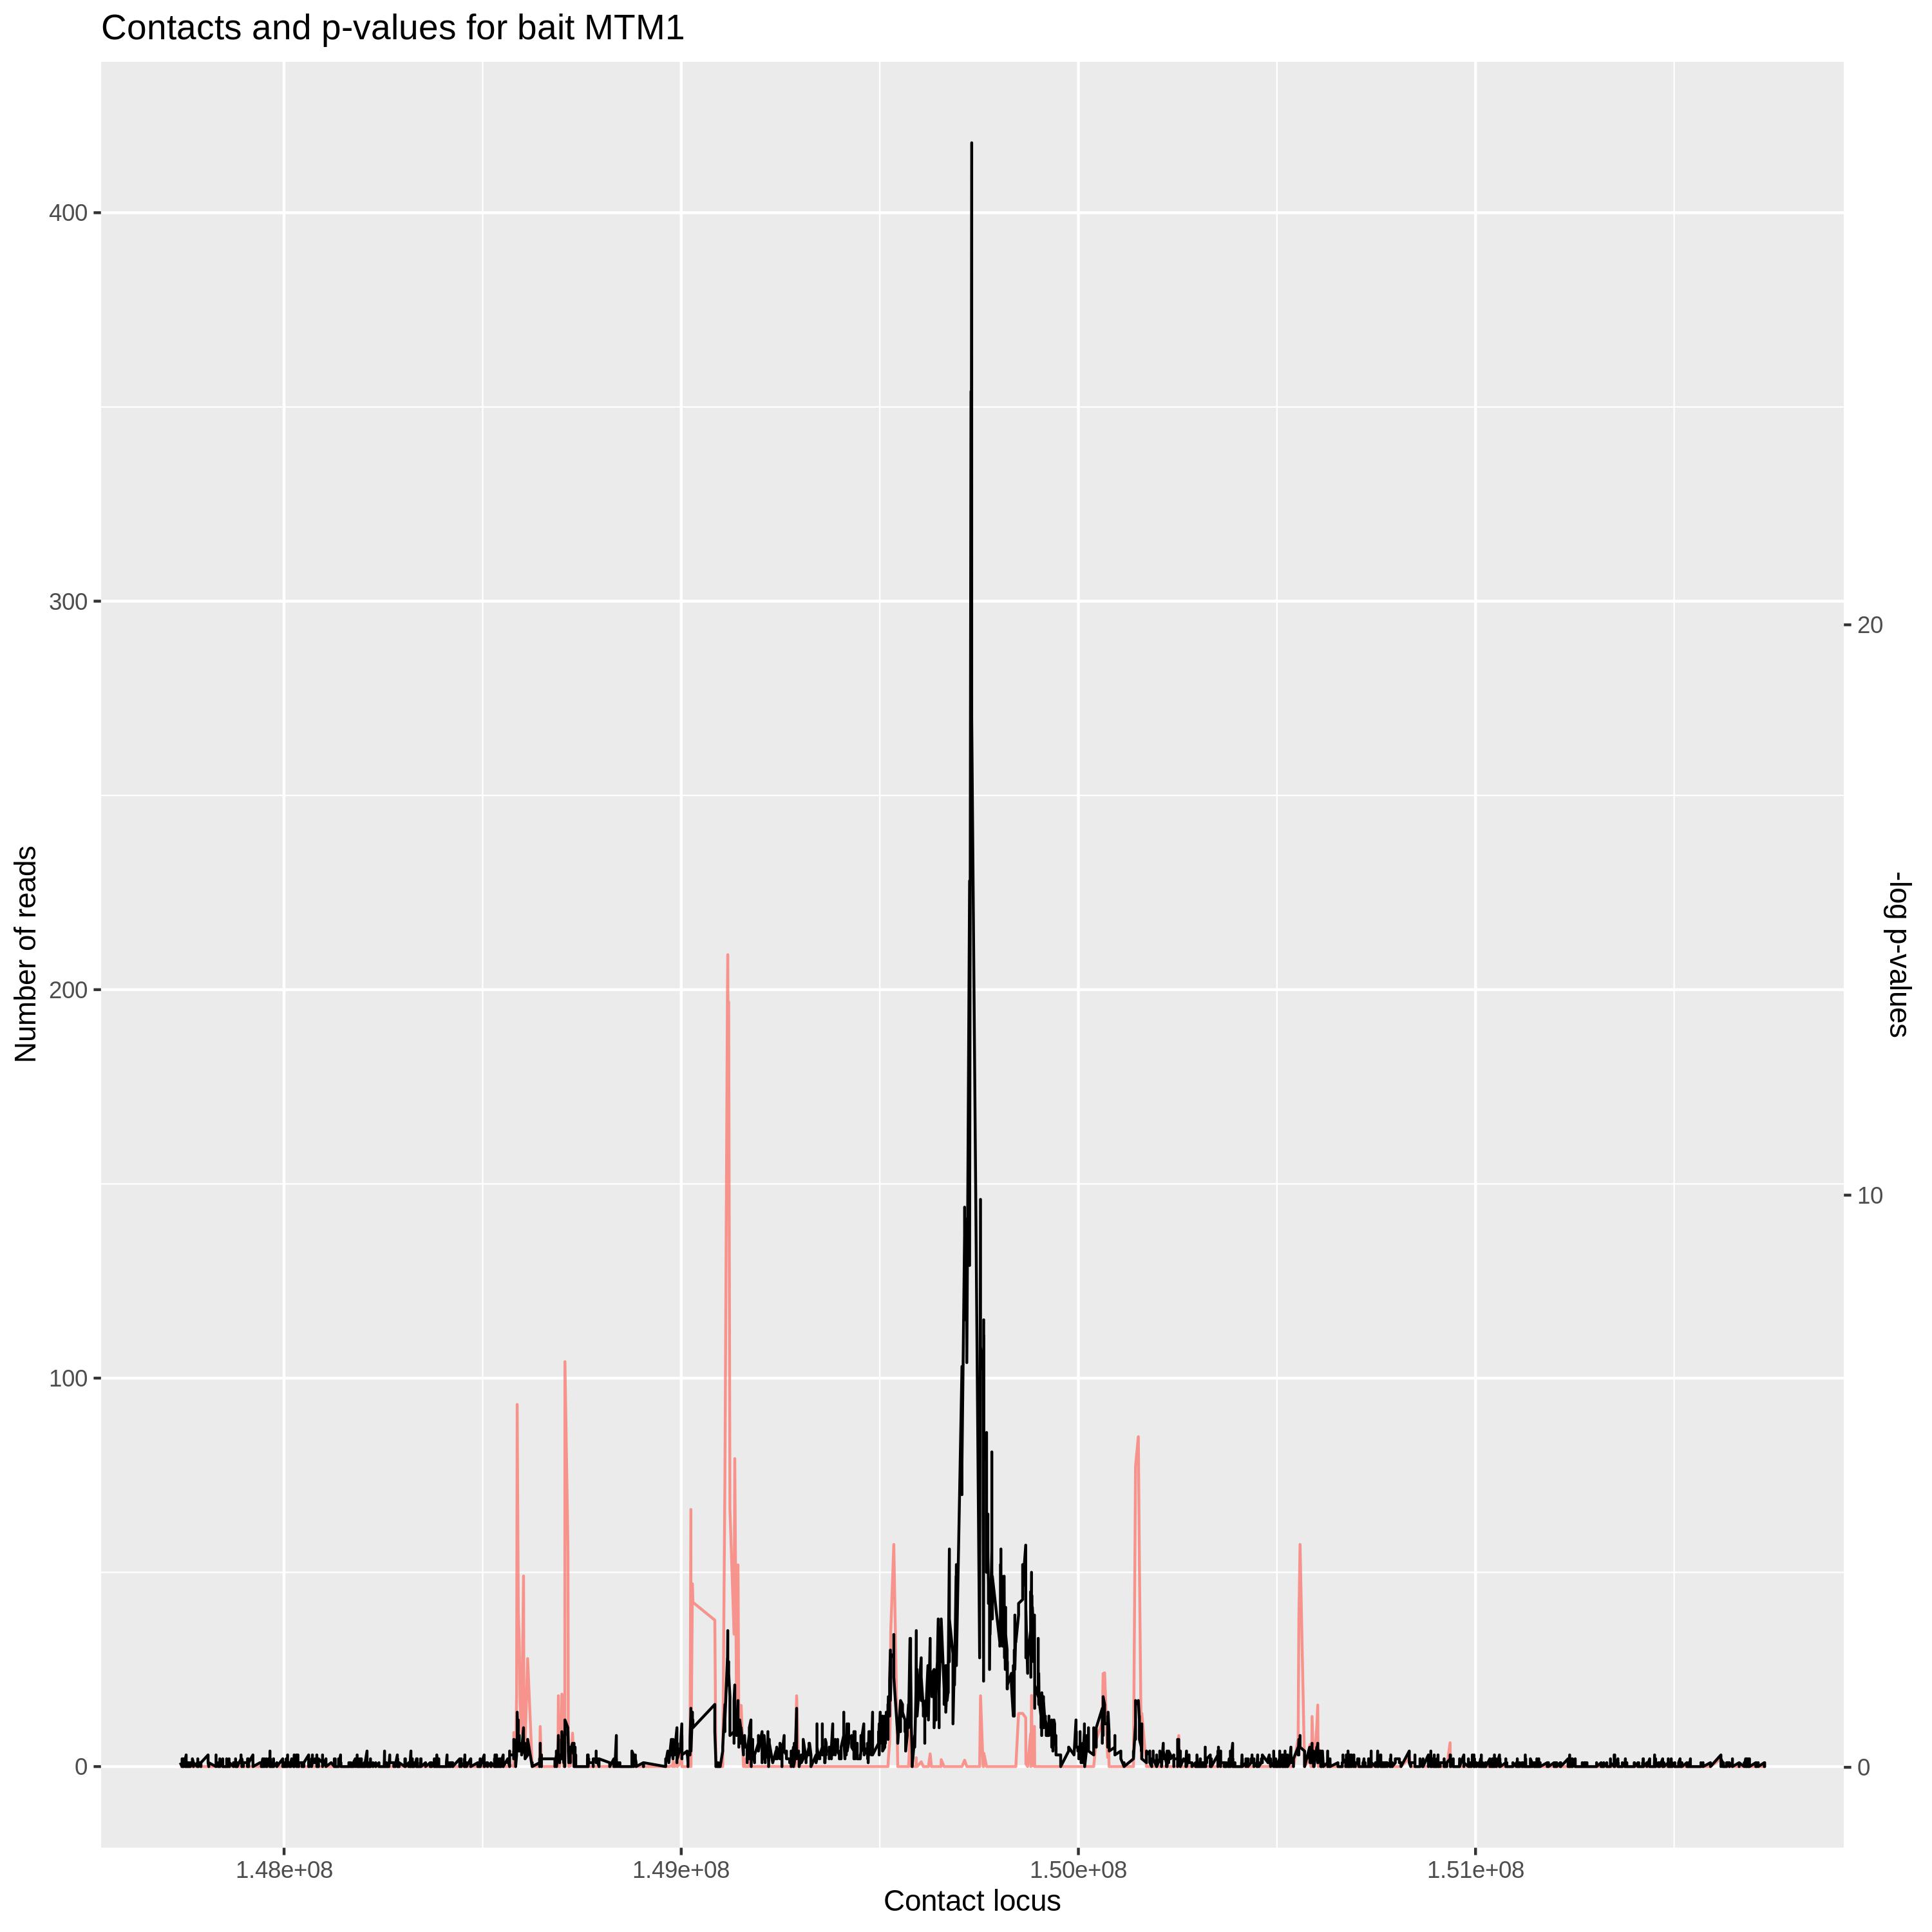 Contacts and p-values for bait MTM1
400
300
200
100
0
Number of reads
20
10
0
-log p-values
1.48e+08
1.49e+08
1.50e+08
1.51e+08
Contact locus